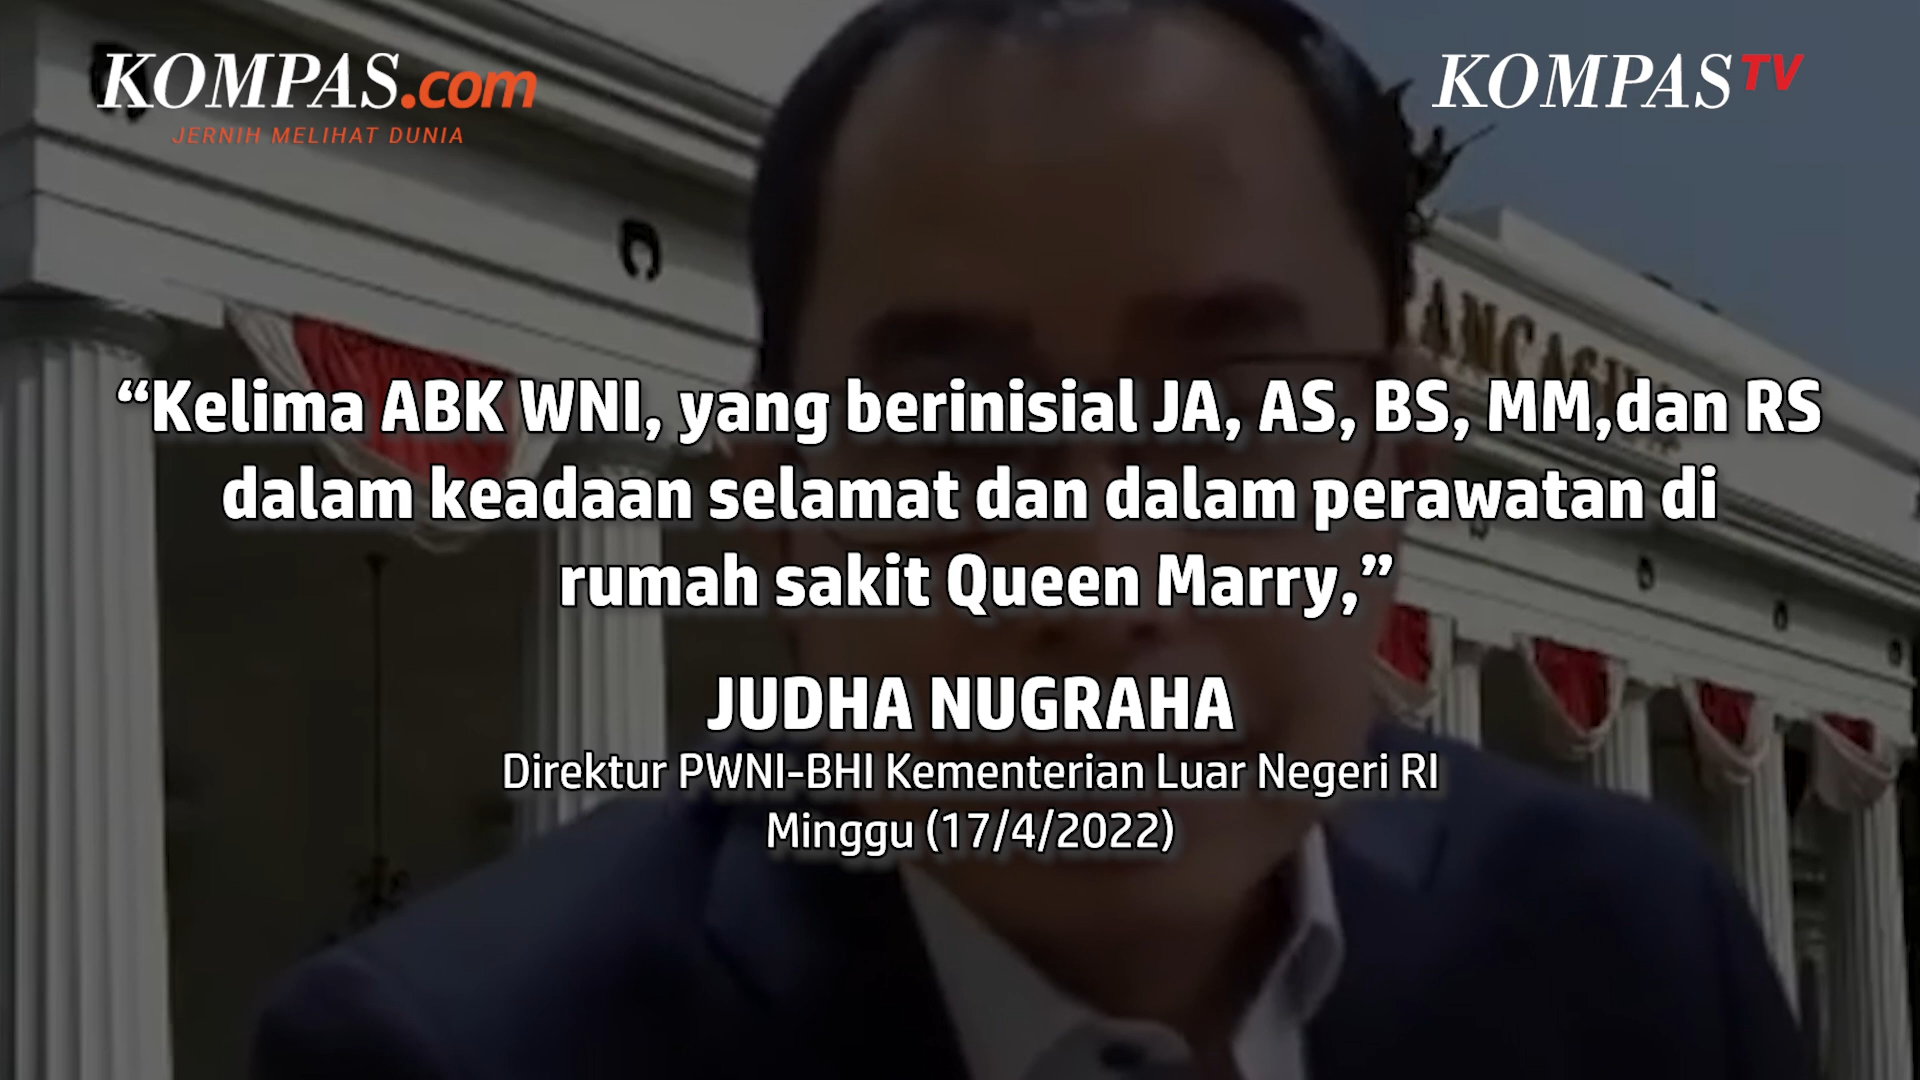 KOMPAS.com
JERNIH MELIHAT DUNIA
KOMPASTV
“Kelima ABK WNI, yang berinisial JA, AS, BS, MM,dan RS
dalam keadaan selamat dan dalam perawatan di
rumah sakit Queen Marry,”
JUDHA NUGRAHA
Direktur PWNI-BHI Kementerian Luar Negeri RI
Minggu (17/4/2022)